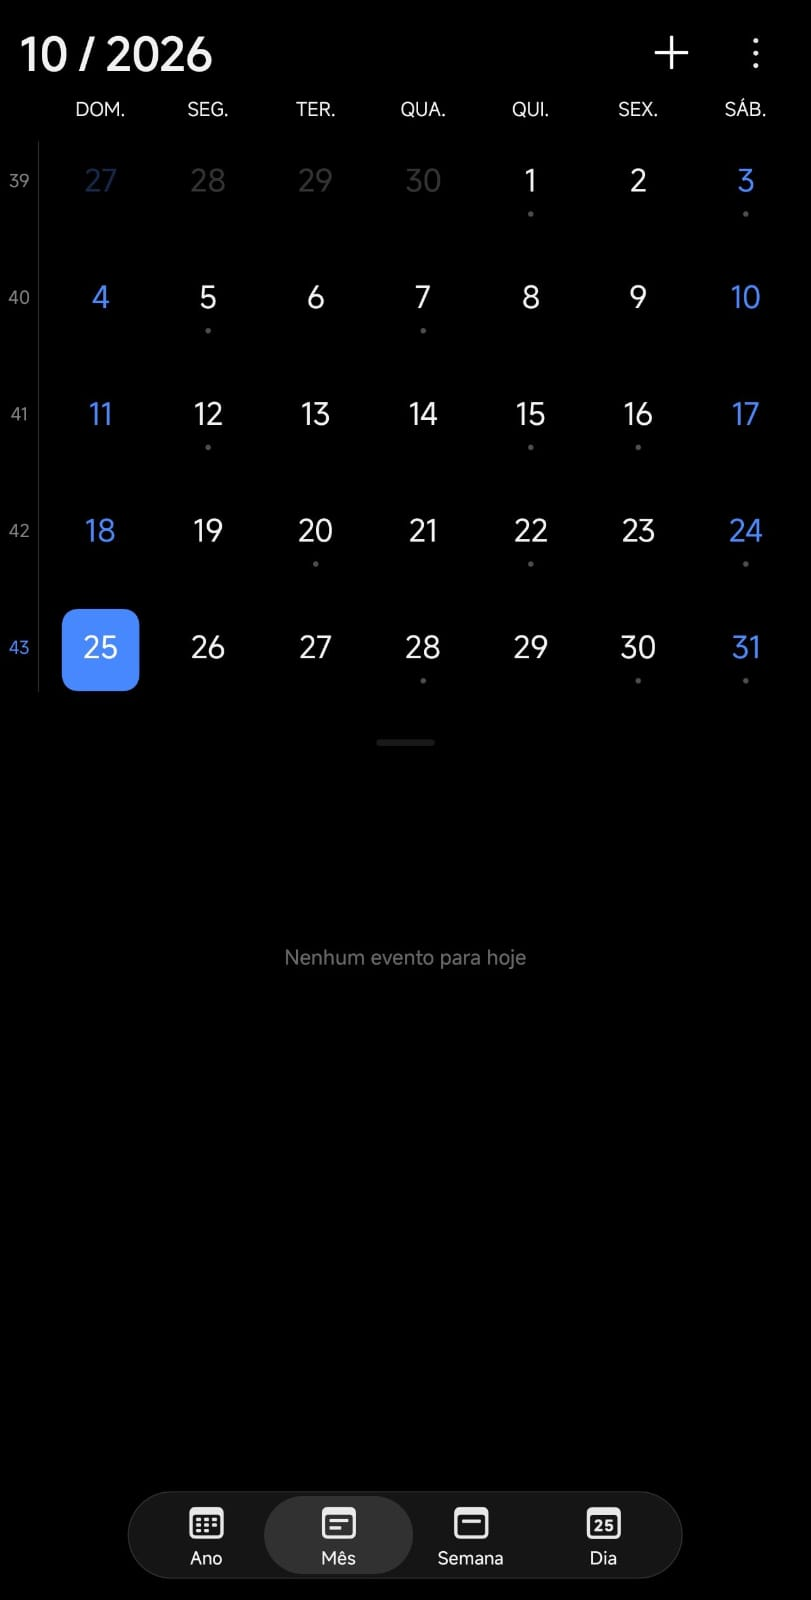 10 / 2026
DOM. SEG. TER. QUA. QUI. SEX. SÁB.
39 27 28 29 30 1 2 3
40 4 5 6 7 8 9 10
41 11 12 13 14 15 16 17
42 18 19 20 21 22 23 24
43 25 26 27 28 29 30 31
Nenhum evento para hoje
25
Ano Mês Semana Dia